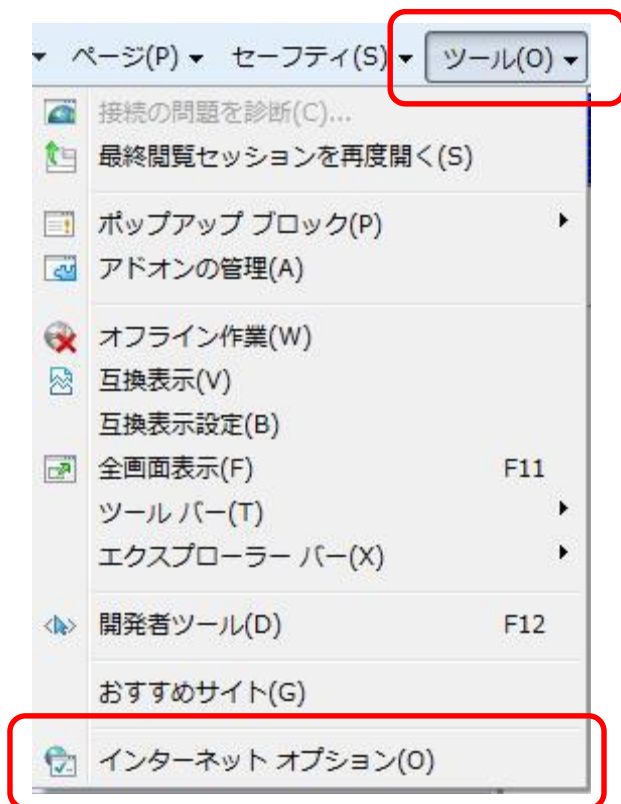 ページ(P) セーフティ(S) ツール(O)
接続の問題を診断(C)...
最終閲覧セッションを再度開く(S)
ポップアップ ブロック(P)
アドオンの管理(A)
オフライン作業(W)
互換表示(V)
互換表示設定(B)
全画面表示(F) F11
ツール バー(T)
エクスプローラー バー(X)
開発者ツール(D) F12
おすすめサイト(G)
インターネット オプション(O)